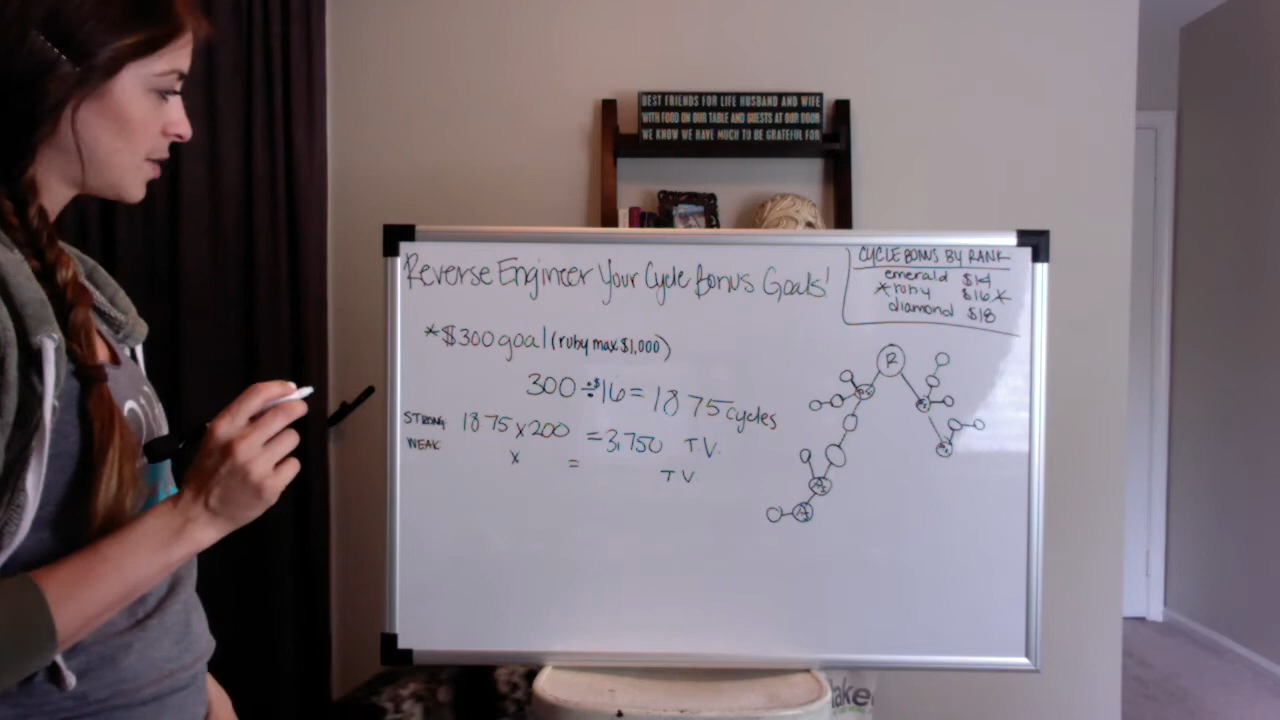 BEST FRIENDS FOR LIFE HUSBAND AND WIFE
WITH FOOD ON OUR TABLE AND GUESTS AT OUR DOOR
WE KNOW WE HAVE MUCH TO BE GRATEFUL FOR
Reverse Engineer Your Cycle Bonus Goals!
CYCLE BONUS BY RANK
emerald $14
*ruby $16*
diamond $18
*$300 goal (ruby max $1,000)
300 ÷ $16 = 18.75 cycles
STRONG 18.75 x 200 = 3,750 TV.
WEAK x = TV.
R